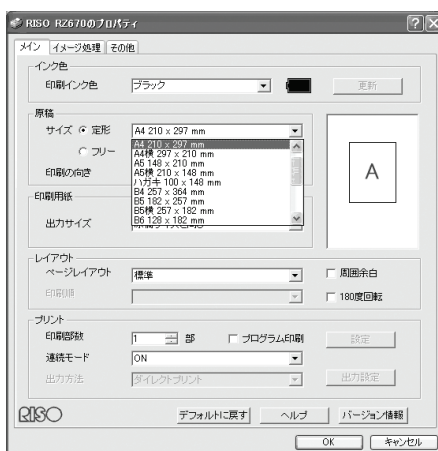 RISO RZ670のプロパティ
メイン イメージ処理 その他
インク色
印刷インク色 ブラック 更新
原稿
サイズ 定形 A4 210 x 297 mm
フリー
A4 210 x 297 mm
A4横 297 x 210 mm
A5 148 x 210 mm
A5横 210 x 148 mm
ハガキ 100 x 148 mm
B4 257 x 364 mm
B5 182 x 257 mm
B5横 257 x 182 mm
B6 128 x 182 mm
印刷の向き
A
印刷用紙
出力サイズ
レイアウト
ページレイアウト 標準 周囲余白
印刷順 180度回転
プリント
印刷部数 1 部 プログラム印刷 設定
連続モード ON
出力方法 ダイレクトプリント 出力設定
RISO デフォルトに戻す ヘルプ バージョン情報
OK キャンセル